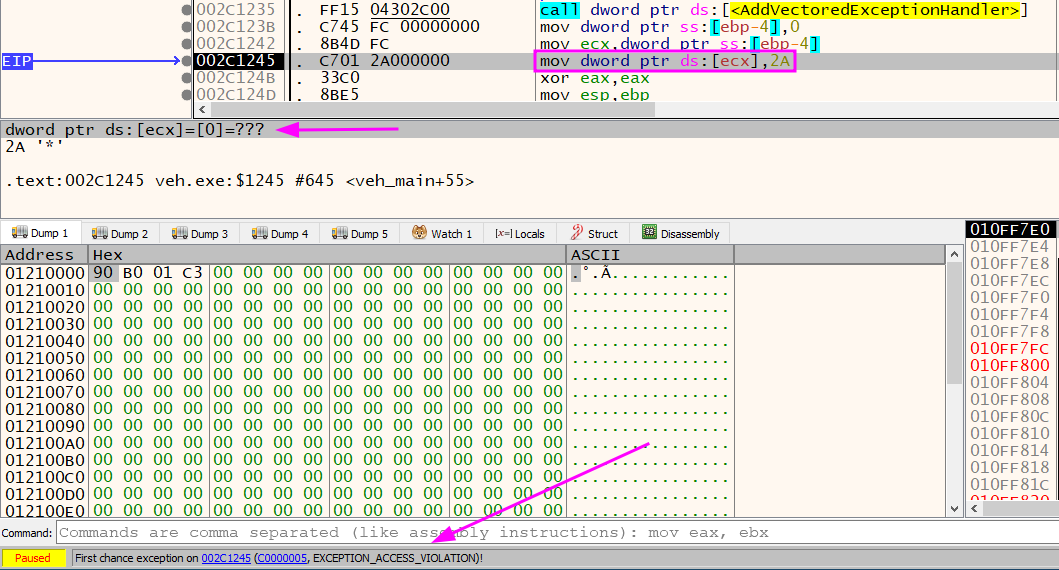 002C1235 . FF15 04302C00 call dword ptr ds:[<AddVectoredExceptionHandler>]
002C123B . C745 FC 00000000 mov dword ptr ss:[ebp-4],0
002C1242 . 8B4D FC mov ecx,dword ptr ss:[ebp-4]
EIP 002C1245 . C701 2A000000 mov dword ptr ds:[ecx],2A
002C124B . 33C0 xor eax,eax
002C124D . 8BE5 mov esp,ebp
dword ptr ds:[ecx]=[0]=???
2A '*'
.text:002C1245 veh.exe:$1245 #645 <veh_main+55>
Dump 1 Dump 2 Dump 3 Dump 4 Dump 5 Watch 1 [x=] Locals Struct Disassembly
Address Hex ASCII
01210000 90 B0 01 C3 00 00 00 00 00 00 00 00 00 00 00 00 .°.Ã............
01210010 00 00 00 00 00 00 00 00 00 00 00 00 00 00 00 00 ................
01210020 00 00 00 00 00 00 00 00 00 00 00 00 00 00 00 00 ................
01210030 00 00 00 00 00 00 00 00 00 00 00 00 00 00 00 00 ................
01210040 00 00 00 00 00 00 00 00 00 00 00 00 00 00 00 00 ................
01210050 00 00 00 00 00 00 00 00 00 00 00 00 00 00 00 00 ................
01210060 00 00 00 00 00 00 00 00 00 00 00 00 00 00 00 00 ................
01210070 00 00 00 00 00 00 00 00 00 00 00 00 00 00 00 00 ................
01210080 00 00 00 00 00 00 00 00 00 00 00 00 00 00 00 00 ................
01210090 00 00 00 00 00 00 00 00 00 00 00 00 00 00 00 00 ................
012100A0 00 00 00 00 00 00 00 00 00 00 00 00 00 00 00 00 ................
012100B0 00 00 00 00 00 00 00 00 00 00 00 00 00 00 00 00 ................
012100C0 00 00 00 00 00 00 00 00 00 00 00 00 00 00 00 00 ................
012100D0 00 00 00 00 00 00 00 00 00 00 00 00 00 00 00 00 ................
012100E0 00 00 00 00 00 00 00 00 00 00 00 00 00 00 00 00 ................
010FF7E0
010FF7E4
010FF7E8
010FF7EC
010FF7F0
010FF7F4
010FF7F8
010FF7FC
010FF800
010FF804
010FF808
010FF80C
010FF810
010FF814
010FF818
010FF81C
010FF820
Command: Commands are comma separated (like assembly instructions): mov eax, ebx
Paused First chance exception on 002C1245 (C0000005, EXCEPTION_ACCESS_VIOLATION)!